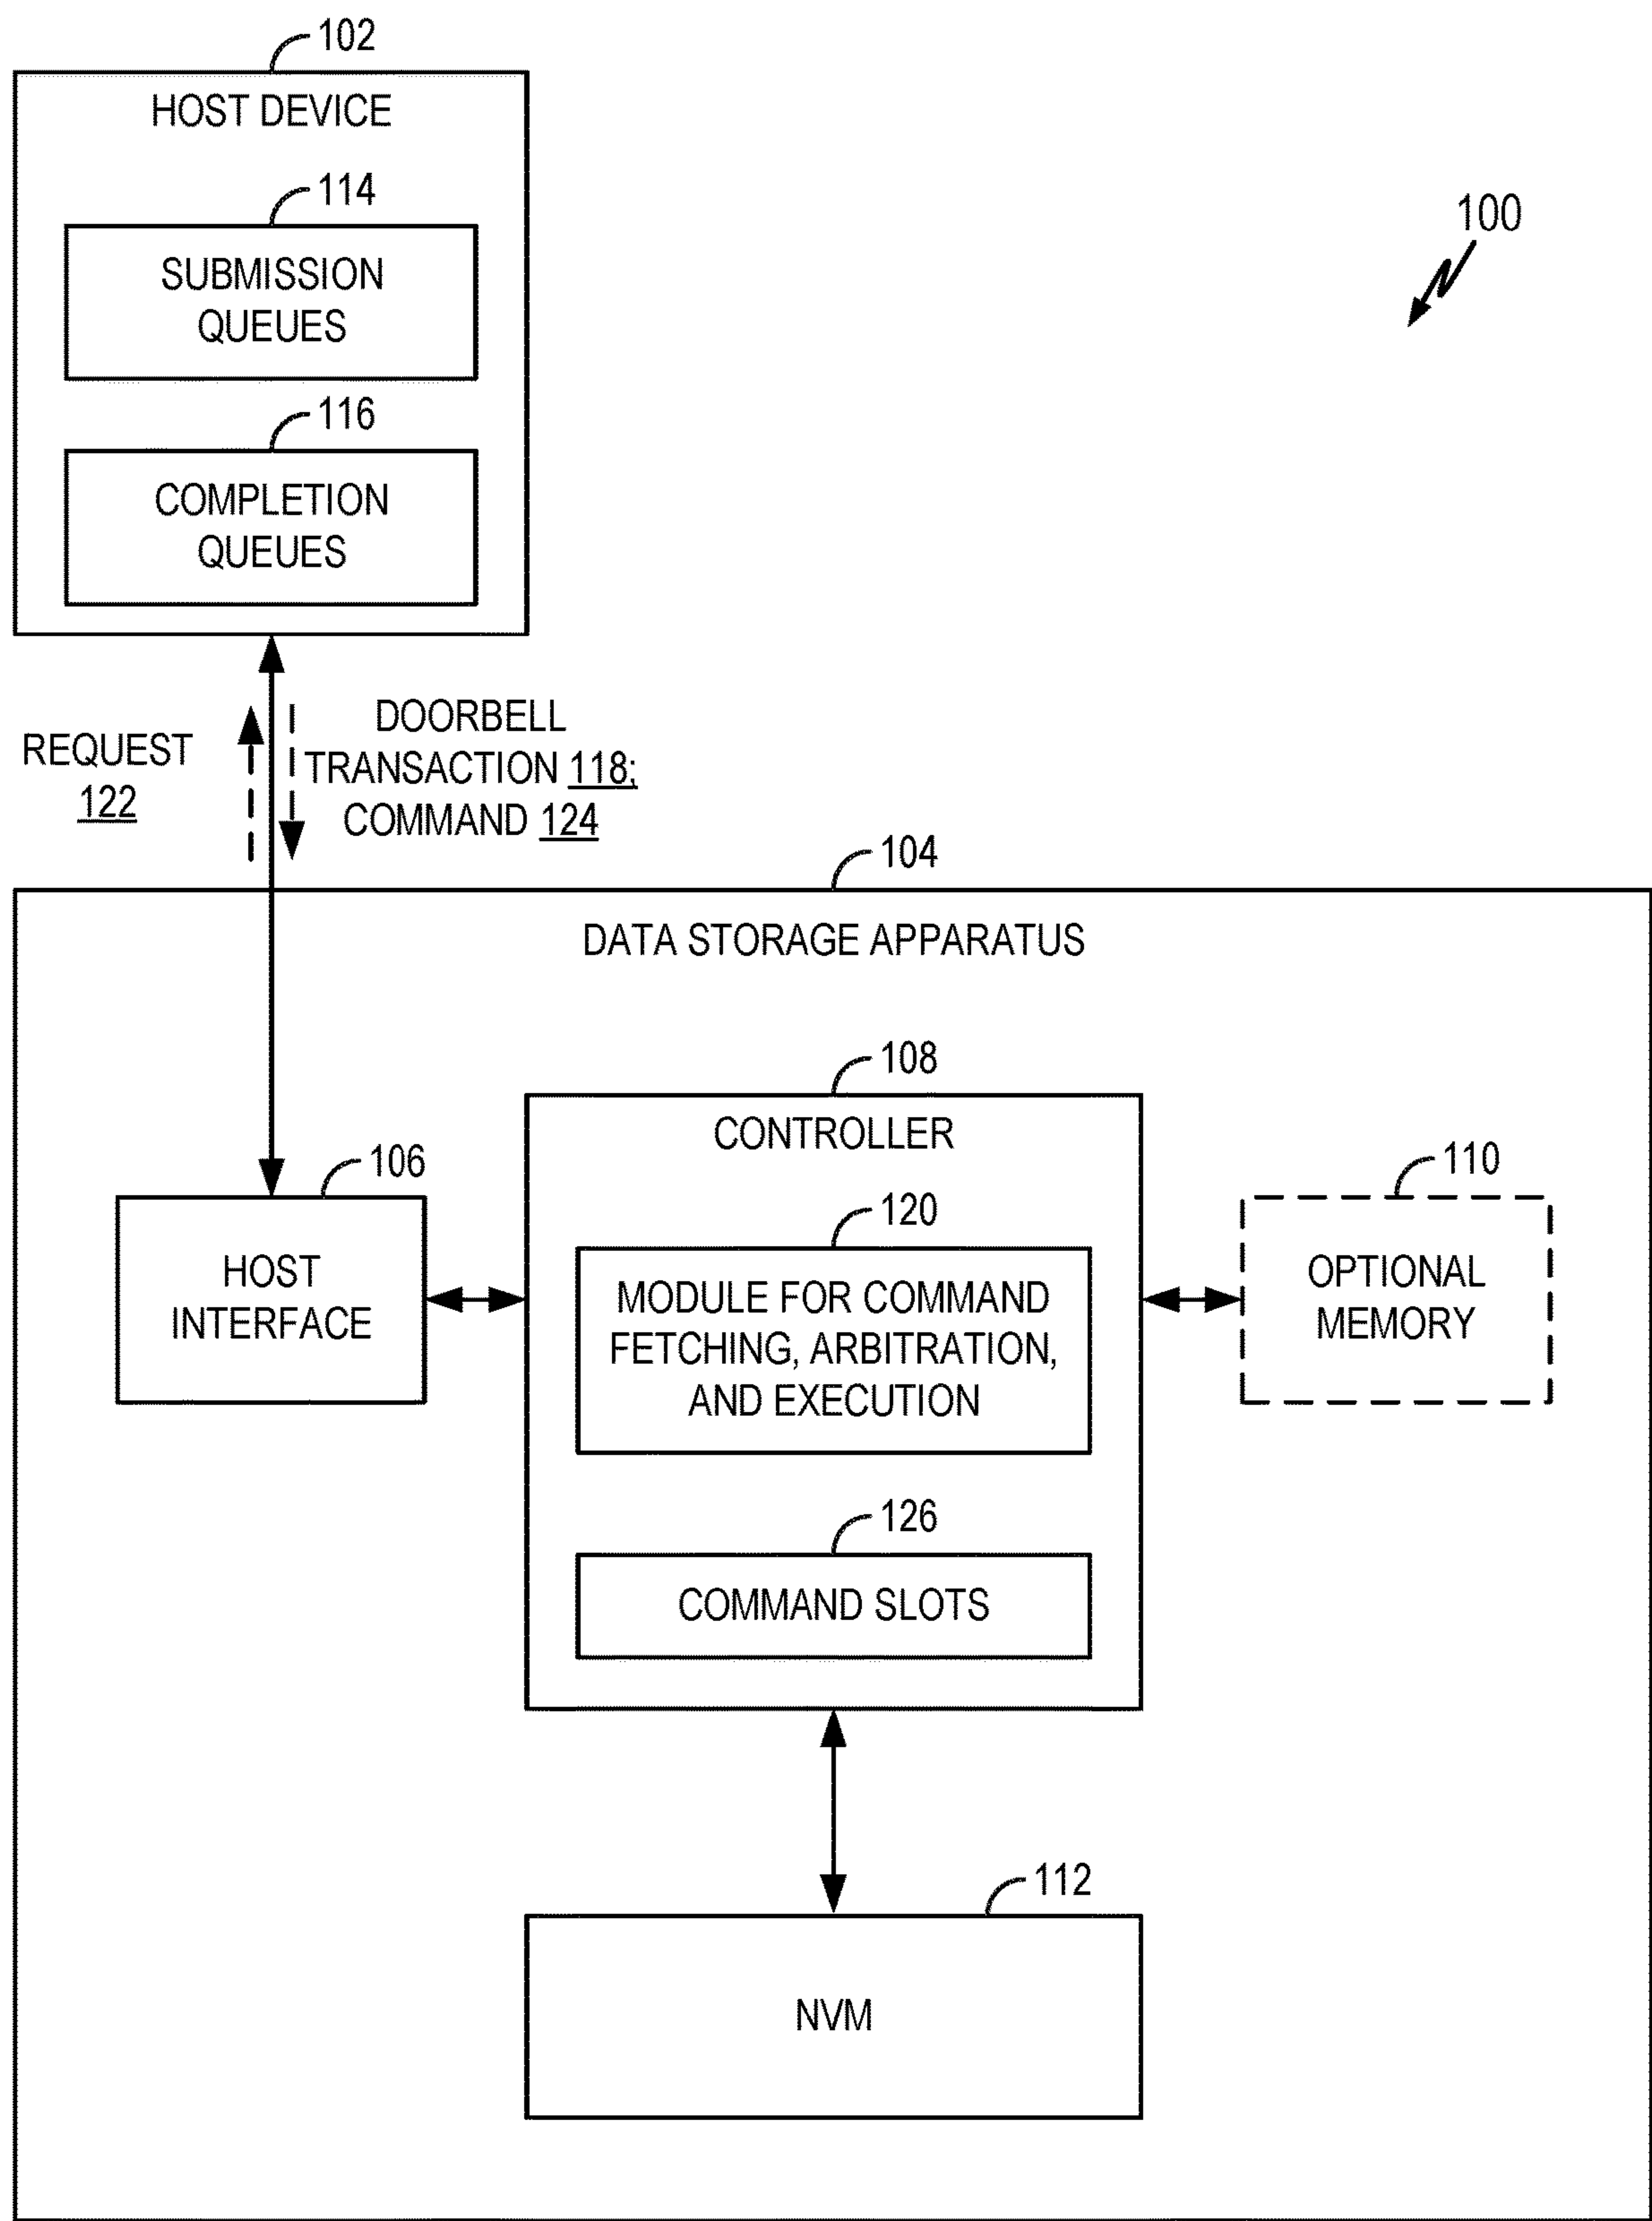 102
HOST DEVICE
114
SUBMISSION
QUEUES
100
116
COMPLETION
QUEUES
REQUEST
122
DOORBELL
TRANSACTION 118;
COMMAND 124
104
DATA STORAGE APPARATUS
108
CONTROLLER
106
HOST
INTERFACE
120
MODULE FOR COMMAND
FETCHING, ARBITRATION,
AND EXECUTION
110
OPTIONAL
MEMORY
126
COMMAND SLOTS
112
NVM